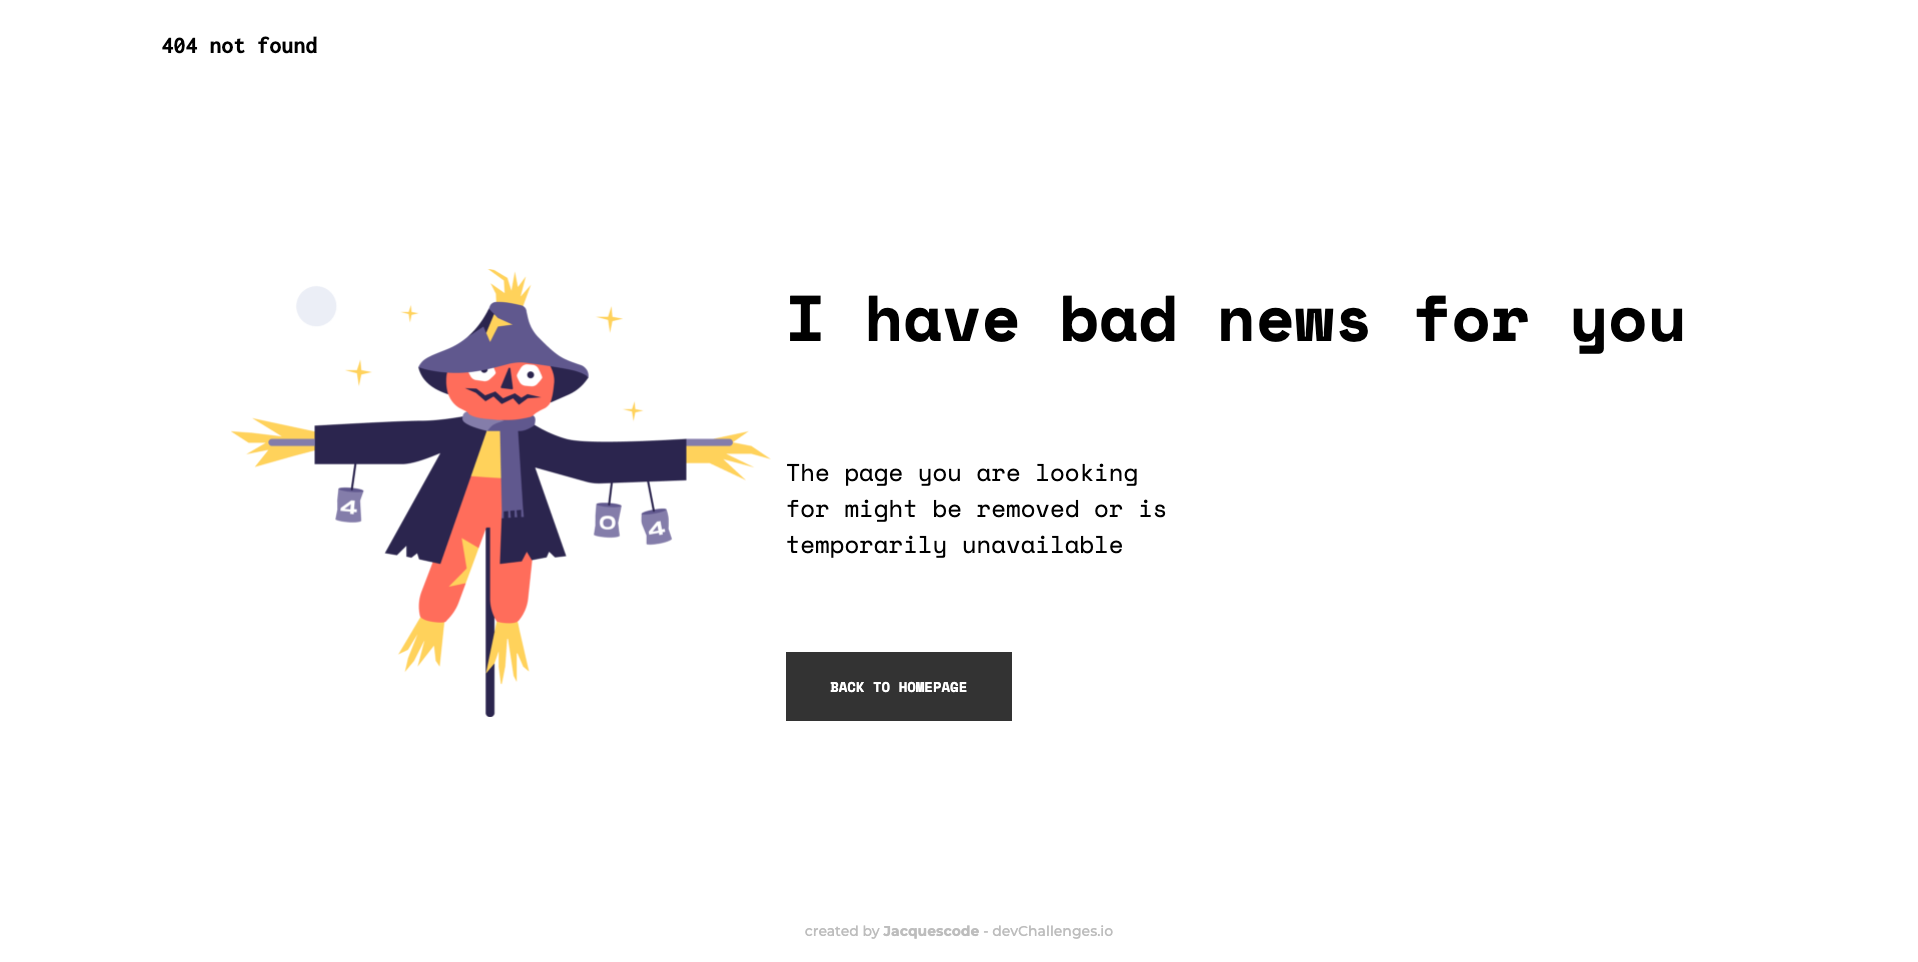 404 not found
I have bad news for you
4
0
4
The page you are looking
for might be removed or is
temporarily unavailable
BACK TO HOMEPAGE
created by Jacquescode - devChallenges.io